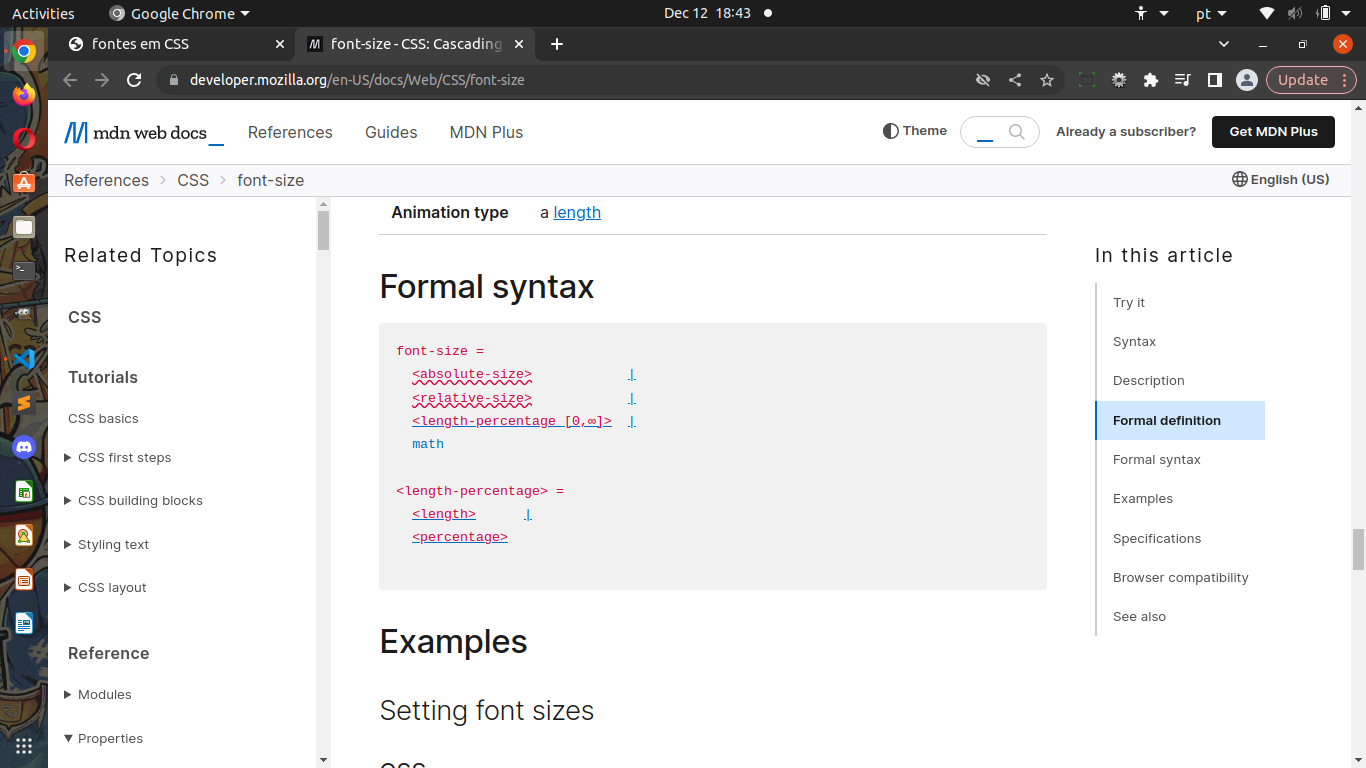 Activities
Google Chrome
Dec 12 18:43
pt
fontes em CSS
font-size - CSS: Cascading
developer.mozilla.org/en-US/docs/Web/CSS/font-size
Update
mdn web docs
References
Guides
MDN Plus
Theme
Already a subscriber?
Get MDN Plus
References
CSS
font-size
English (US)
Related Topics
CSS
Tutorials
CSS basics
CSS first steps
CSS building blocks
Styling text
CSS layout
Reference
Modules
Properties
Animation type a length
Formal syntax
font-size =
<absolute-size> |
<relative-size> |
<length-percentage [0,∞]> |
math
<length-percentage> =
<length> |
<percentage>
Examples
Setting font sizes
CSS
In this article
Try it
Syntax
Description
Formal definition
Formal syntax
Examples
Specifications
Browser compatibility
See also